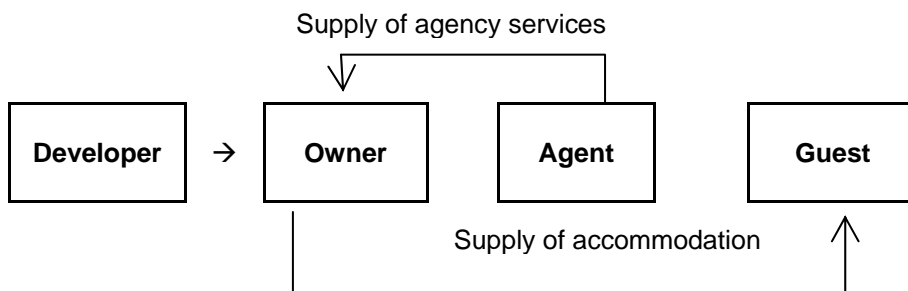 Supply of agency services
Developer → Owner Agent Guest
Supply of accommodation